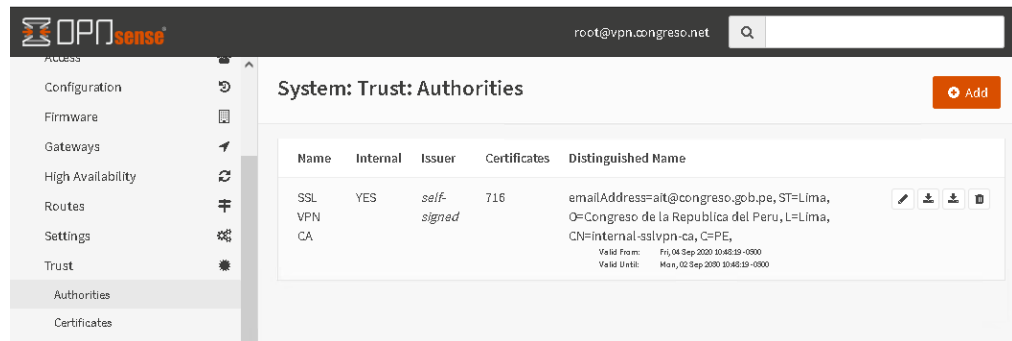 OPNsense
root@vpn.congreso.net
Access
Configuration
Firmware
Gateways
High Availability
Routes
Settings
Trust
Authorities
Certificates
System: Trust: Authorities
Add
Name Internal Issuer Certificates Distinguished Name
SSL YES self- 716 emailAddress=ait@congreso.gob.pe, ST=Lima,
VPN signed O=Congreso de la Republica del Peru, L=Lima,
CA CN=internal-sslvpn-ca, C=PE,
Valid From: Fri, 04 Sep 2020 10:48:19 -0500
Valid Until: Mon, 02 Sep 2030 10:48:19 -0500